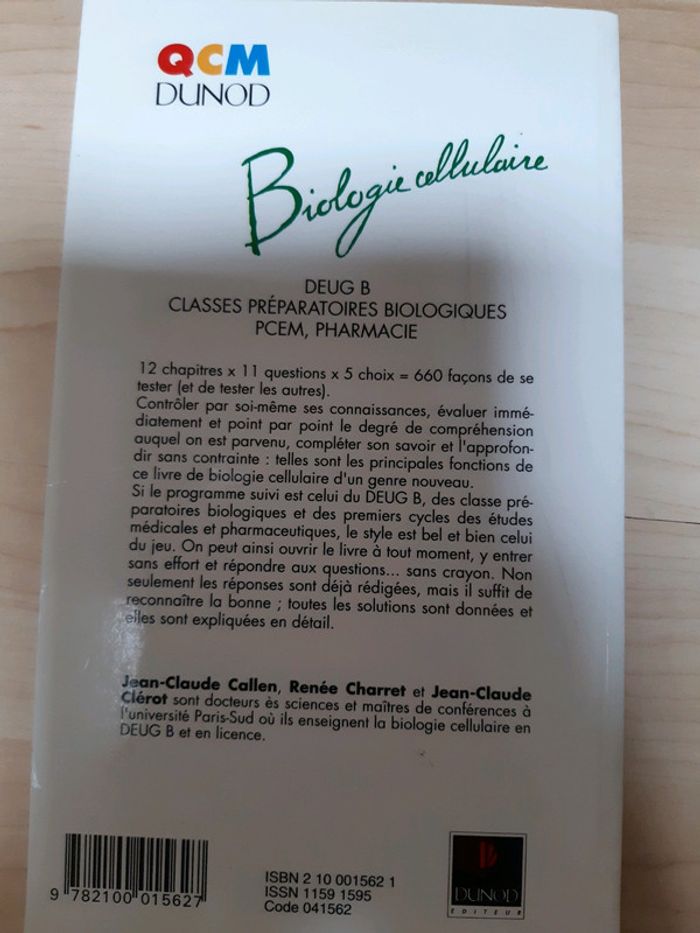 QCM
DUNOD
Biologie cellulaire
DEUG B
CLASSES PRÉPARATOIRES BIOLOGIQUES
PCEM, PHARMACIE
12 chapitres x 11 questions x 5 choix = 660 façons de se
tester (et de tester les autres).
Contrôler par soi-même ses connaissances, évaluer immé-
diatement et point par point le degré de compréhension
auquel on est parvenu, compléter son savoir et l'approfon-
dir sans contrainte : telles sont les principales fonctions de
ce livre de biologie cellulaire d'un genre nouveau.
Si le programme suivi est celui du DEUG B, des classe pré-
paratoires biologiques et des premiers cycles des études
médicales et pharmaceutiques, le style est bel et bien celui
du jeu. On peut ainsi ouvrir le livre à tout moment, y entrer
sans effort et répondre aux questions... sans crayon. Non
seulement les réponses sont déjà rédigées, mais il suffit de
reconnaître la bonne ; toutes les solutions sont données et
elles sont expliquées en détail.
Jean-Claude Callen, Renée Charret et Jean-Claude
Clérot sont docteurs ès sciences et maîtres de conférences à
l'université Paris-Sud où ils enseignent la biologie cellulaire en
DEUG B et en licence.
9 782100 015627
ISBN 2 10 001562 1
ISSN 1159 1595
Code 041562
DUNOD
EDITEUR